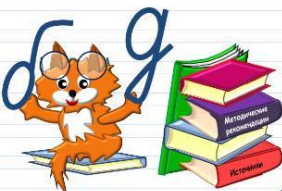 б д
Методические
рекомендации
Источники